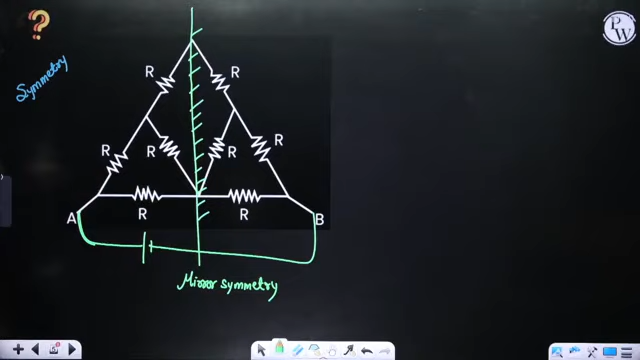 ?
PW
Symmetry
R R
R R R R
R R
A B
Mirror symmetry